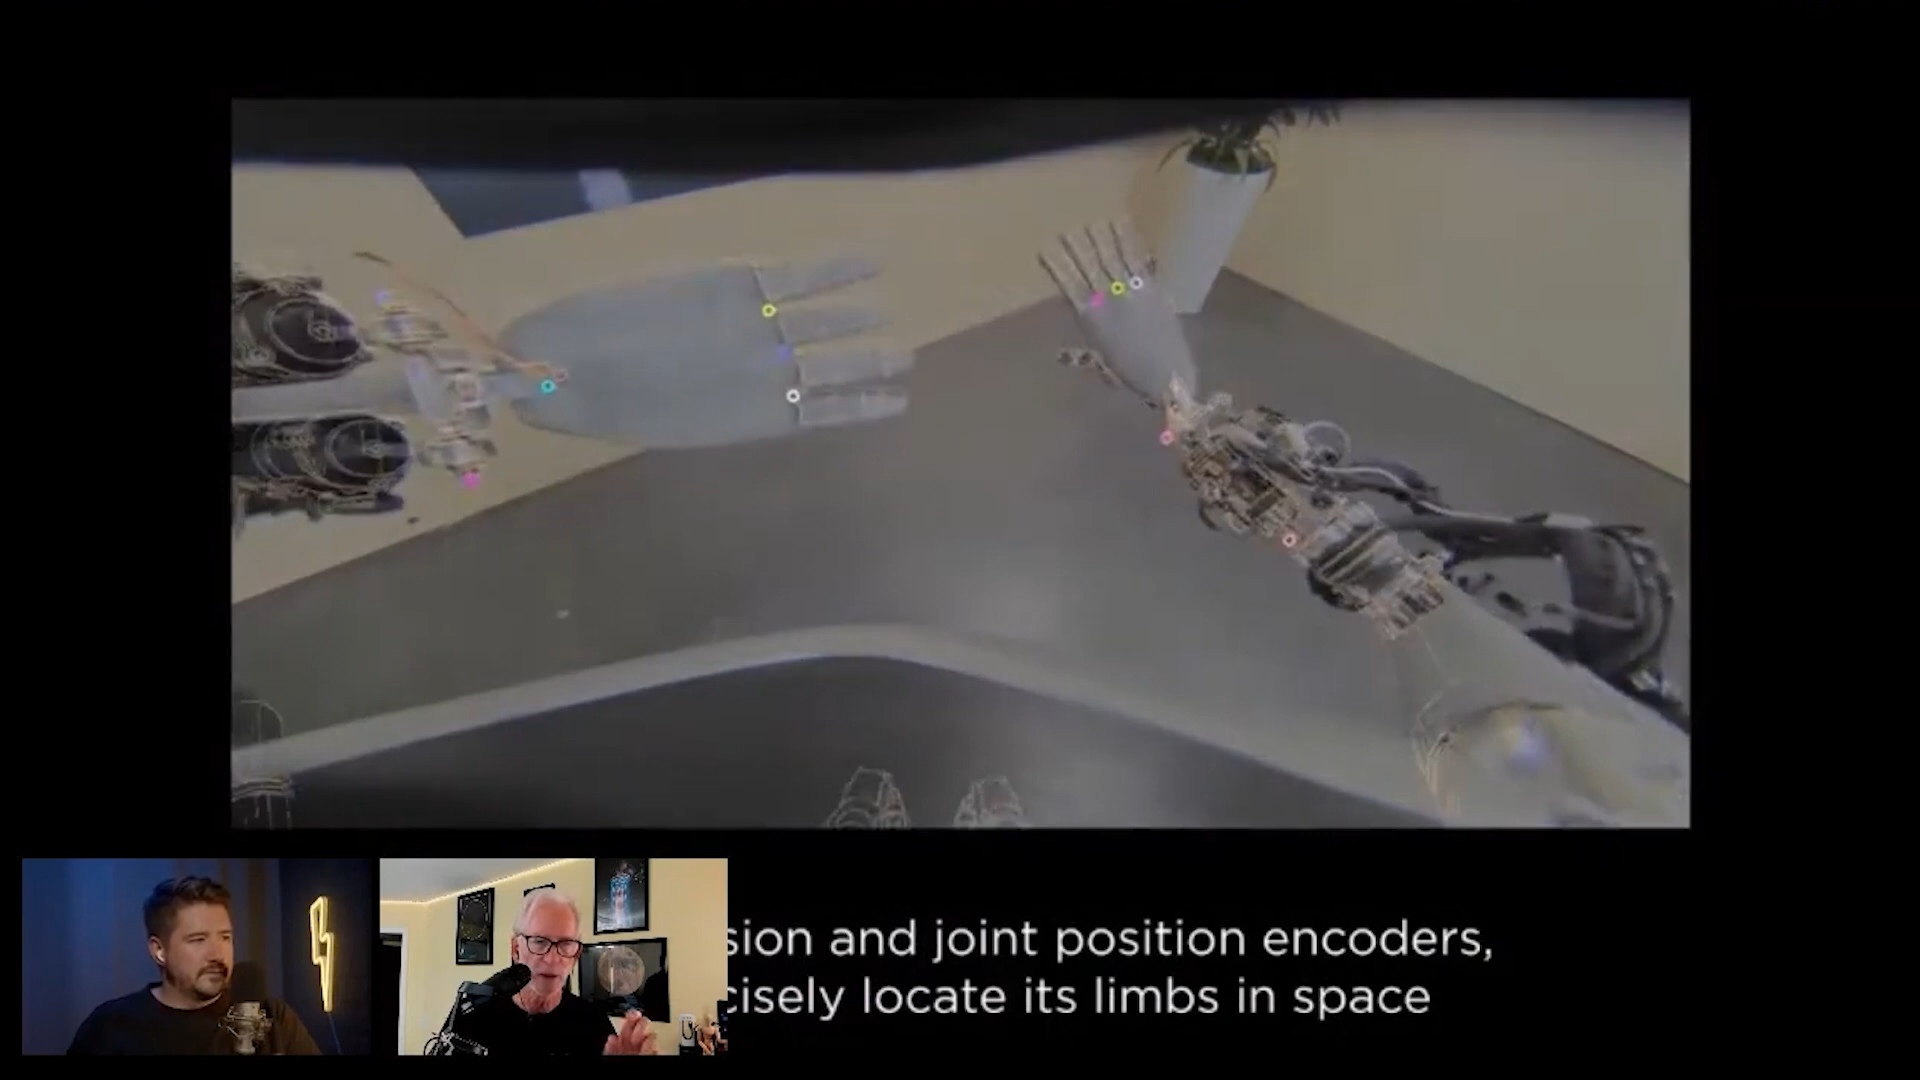 sion and joint position encoders,
cisely locate its limbs in space